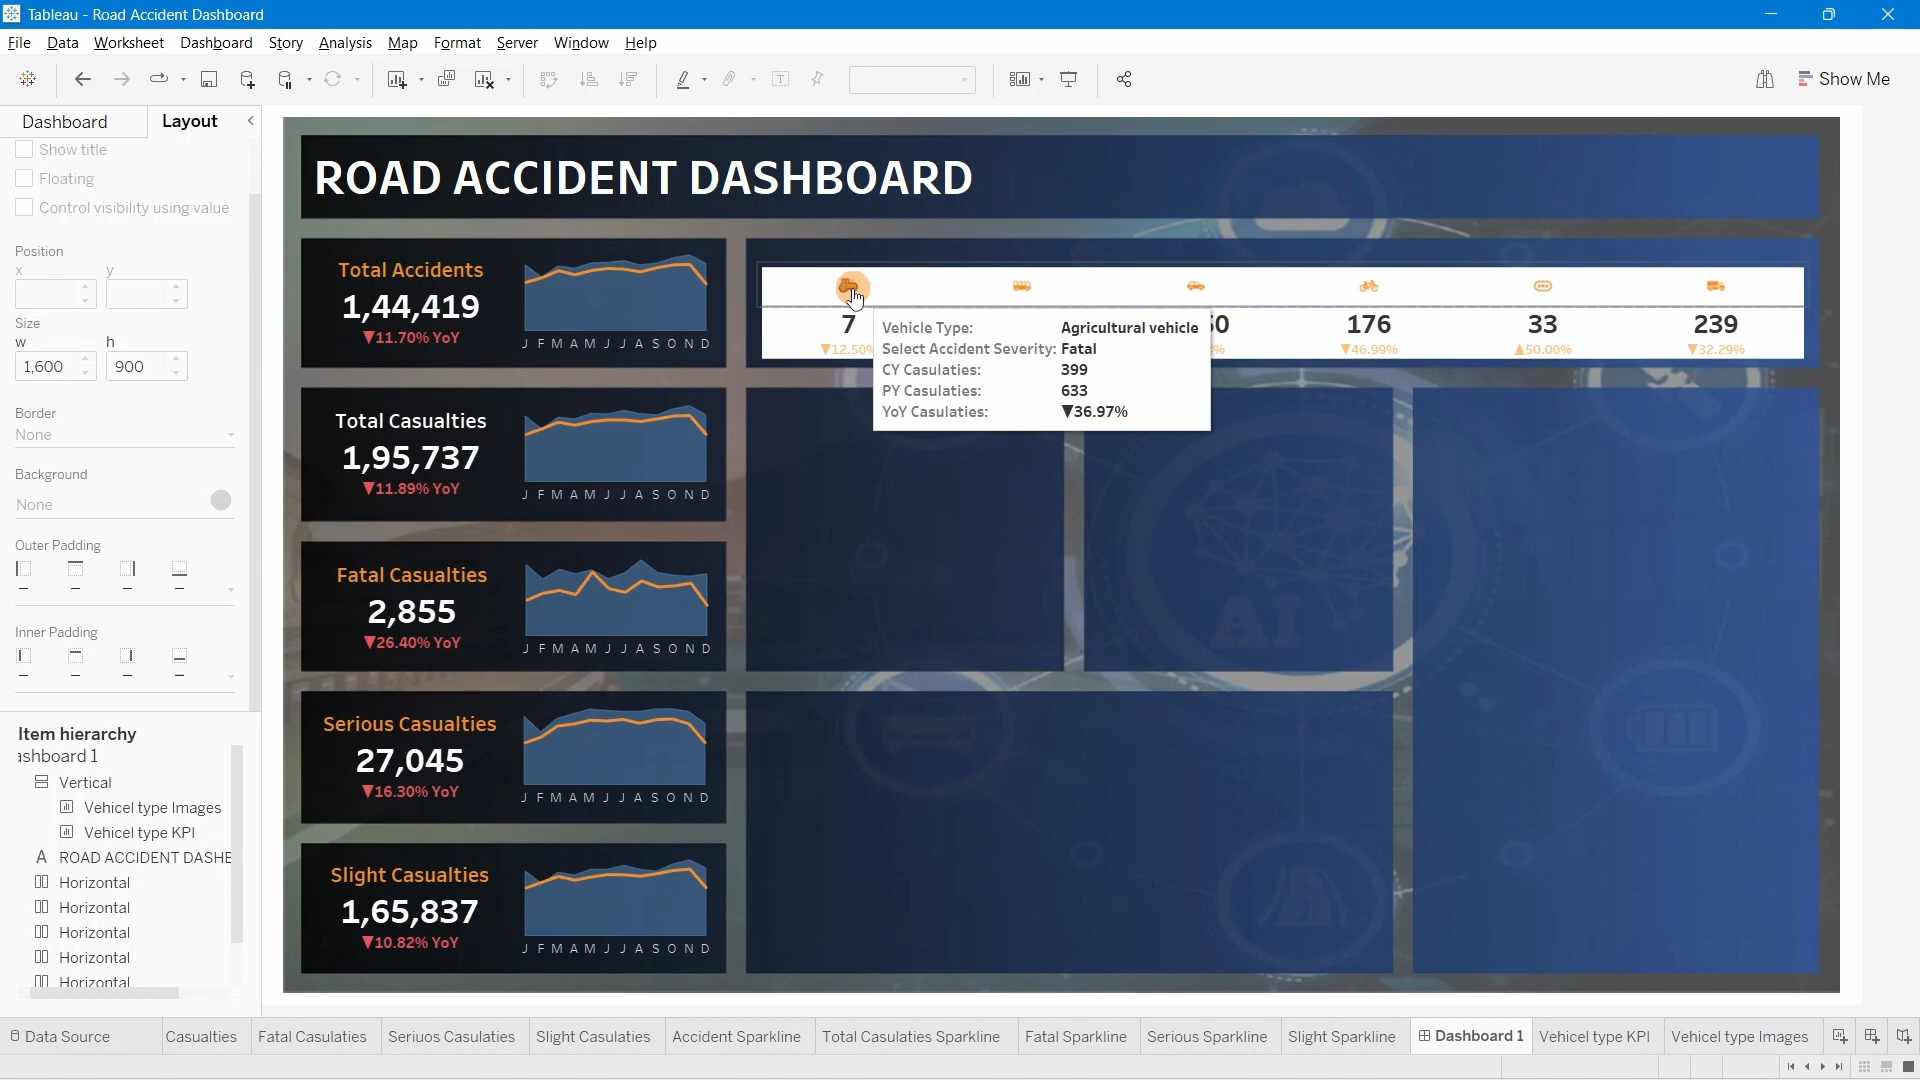 Tableau - Road Accident Dashboard
File Data Worksheet Dashboard Story Analysis Map Format Server Window Help
Show Me
Dashboard Layout
Show title
Floating
Control visibility using value
Position
x y
Size
w h
1,600 900
Border
None
Background
None
Outer Padding
Inner Padding
Item hierarchy
ashboard 1
Vertical
Vehicel type Images
Vehicel type KPI
A ROAD ACCIDENT DASHE
Horizontal
Horizontal
Horizontal
Horizontal
Horizontal
ROAD ACCIDENT DASHBOARD
Total Accidents
1,44,419
▼11.70% YoY
J F M A M J J A S O N D
Total Casualties
1,95,737
▼11.89% YoY
J F M A M J J A S O N D
Fatal Casualties
2,855
▼26.40% YoY
J F M A M J J A S O N D
Serious Casualties
27,045
▼16.30% YoY
J F M A M J J A S O N D
Slight Casualties
1,65,837
▼10.82% YoY
J F M A M J J A S O N D
7 176 33 239
▼12.50% ▼46.99% ▲50.00% ▼32.29%
Vehicle Type: Agricultural vehicle
Select Accident Severity: Fatal
CY Casulaties: 399
PY Casulaties: 633
YoY Casulaties: ▼36.97%
AI
Data Source Casualties Fatal Casulaties Seriuos Casulaties Slight Casulaties Accident Sparkline Total Casulaties Sparkline Fatal Sparkline Serious Sparkline Slight Sparkline Dashboard 1 Vehicel type KPI Vehicel type Images